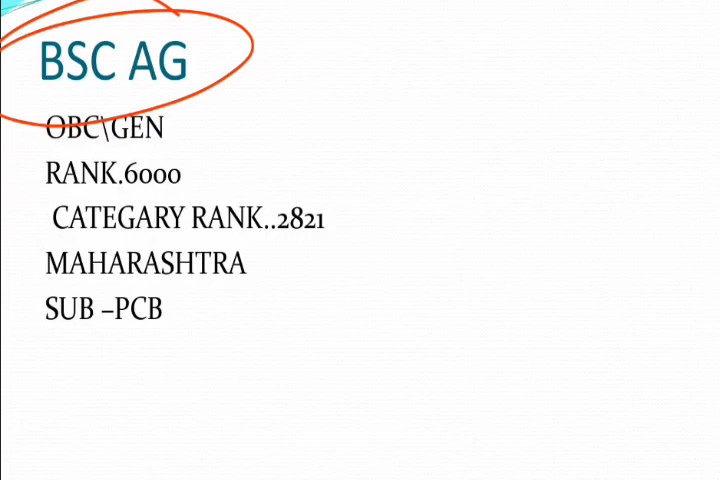 BSC AG
OBC\GEN
RANK.6000
CATEGARY RANK..2821
MAHARASHTRA
SUB –PCB